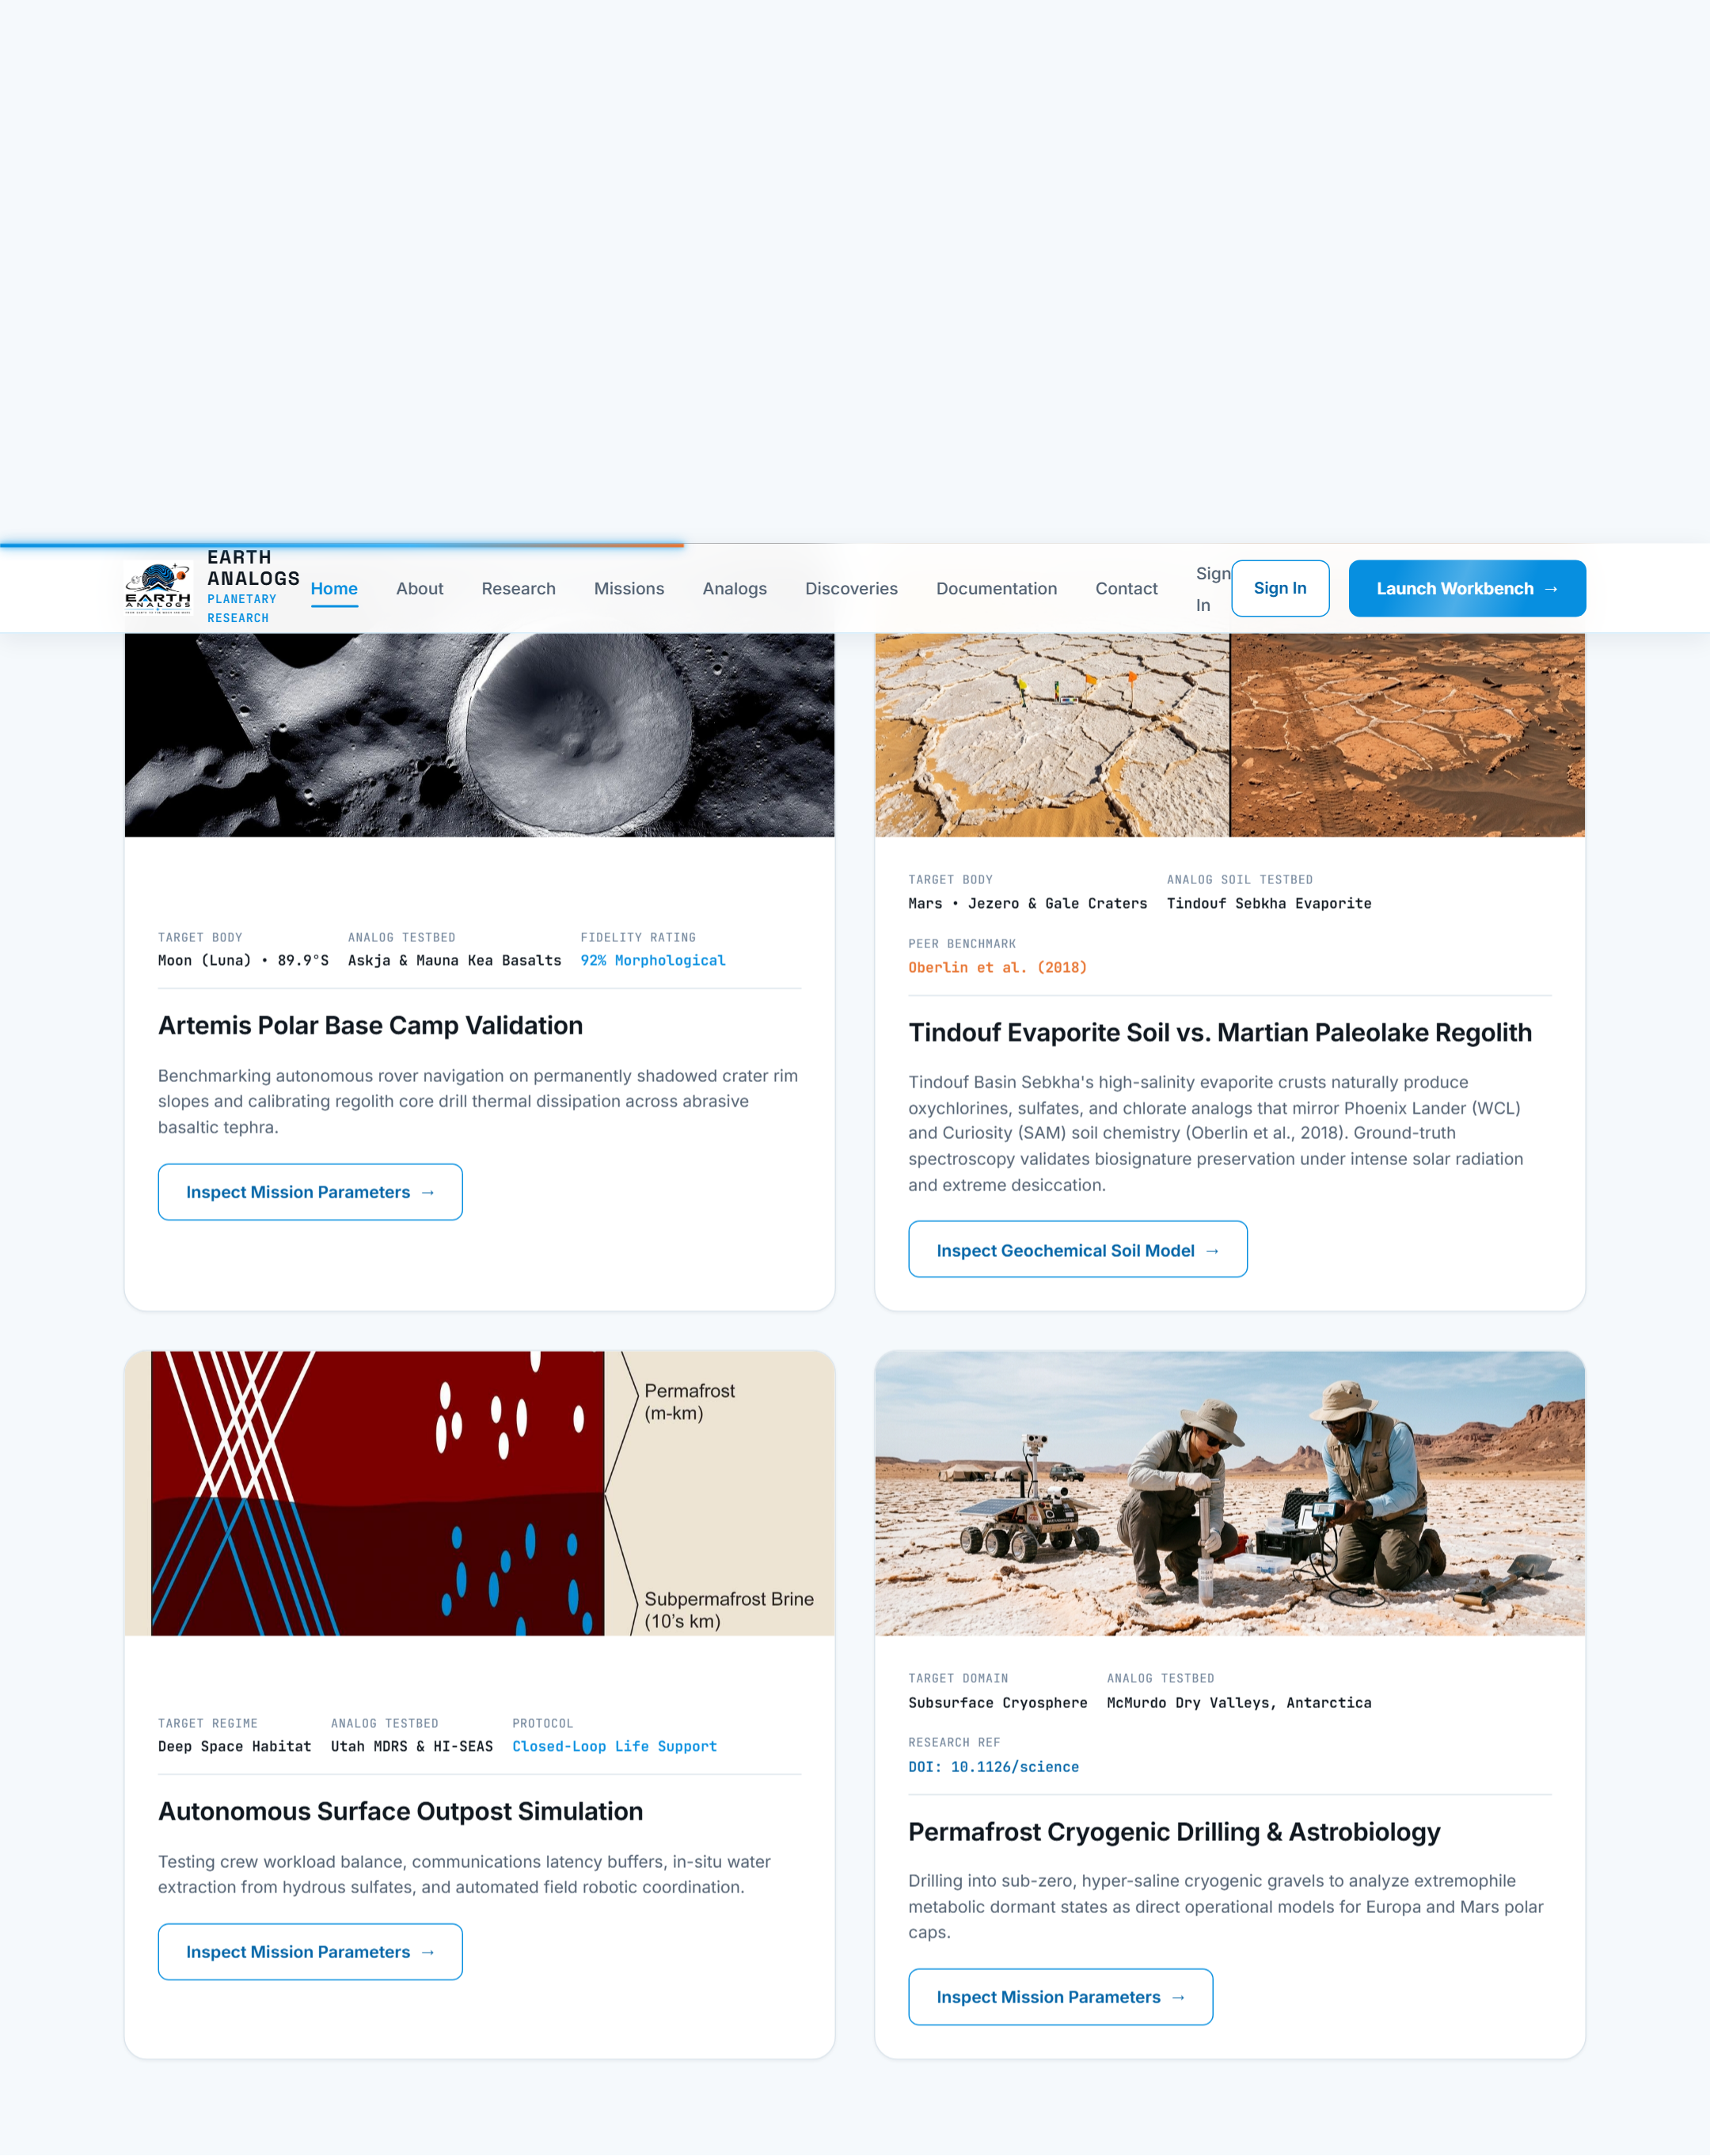 EARTH
ANALOGS
PLANETARY
RESEARCH
EARTH
ANALOGS
Home
About
Research
Missions
Analogs
Discoveries
Documentation
Contact
Sign
In
Sign In
Launch Workbench →
TARGET BODY
Moon (Luna) • 89.9°S
ANALOG TESTBED
Askja & Mauna Kea Basalts
FIDELITY RATING
92% Morphological
Artemis Polar Base Camp Validation
Benchmarking autonomous rover navigation on permanently shadowed crater rim
slopes and calibrating regolith core drill thermal dissipation across abrasive
basaltic tephra.
Inspect Mission Parameters →
TARGET BODY
Mars • Jezero & Gale Craters
ANALOG SOIL TESTBED
Tindouf Sebkha Evaporite
PEER BENCHMARK
Oberlin et al. (2018)
Tindouf Evaporite Soil vs. Martian Paleolake Regolith
Tindouf Basin Sebkha's high-salinity evaporite crusts naturally produce
oxychlorines, sulfates, and chlorate analogs that mirror Phoenix Lander (WCL)
and Curiosity (SAM) soil chemistry (Oberlin et al., 2018). Ground-truth
spectroscopy validates biosignature preservation under intense solar radiation
and extreme desiccation.
Inspect Geochemical Soil Model →
Permafrost
(m-km)
Subpermafrost Brine
(10's km)
TARGET REGIME
Deep Space Habitat
ANALOG TESTBED
Utah MDRS & HI-SEAS
PROTOCOL
Closed-Loop Life Support
Autonomous Surface Outpost Simulation
Testing crew workload balance, communications latency buffers, in-situ water
extraction from hydrous sulfates, and automated field robotic coordination.
Inspect Mission Parameters →
TARGET DOMAIN
Subsurface Cryosphere
ANALOG TESTBED
McMurdo Dry Valleys, Antarctica
RESEARCH REF
DOI: 10.1126/science
Permafrost Cryogenic Drilling & Astrobiology
Drilling into sub-zero, hyper-saline cryogenic gravels to analyze extremophile
metabolic dormant states as direct operational models for Europa and Mars polar
caps.
Inspect Mission Parameters →